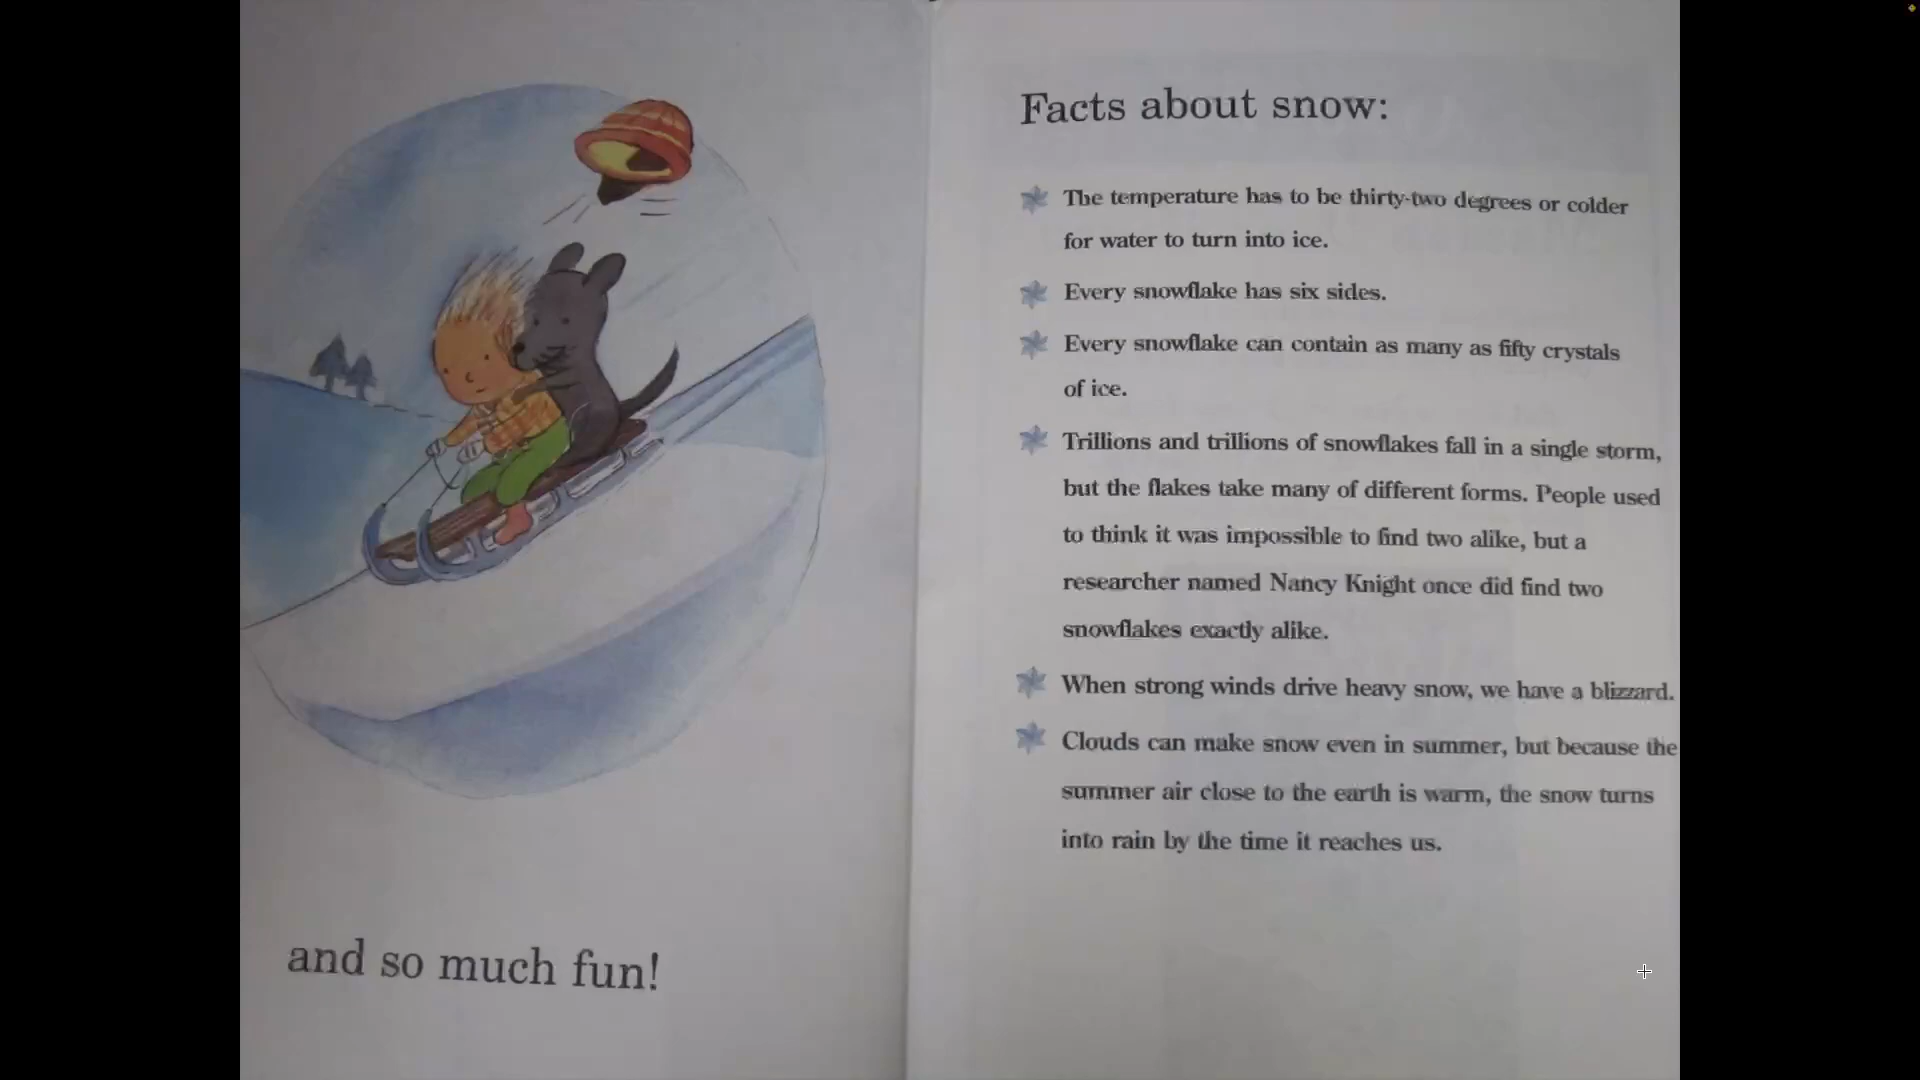 and so much fun!
Facts about snow:
The temperature has to be thirty-two degrees or colder
for water to turn into ice.
Every snowflake has six sides.
Every snowflake can contain as many as fifty crystals
of ice.
Trillions and trillions of snowflakes fall in a single storm,
but the flakes take many of different forms. People used
to think it was impossible to find two alike, but a
researcher named Nancy Knight once did find two
snowflakes exactly alike.
When strong winds drive heavy snow, we have a blizzard.
Clouds can make snow even in summer, but because the
summer air close to the earth is warm, the snow turns
into rain by the time it reaches us.